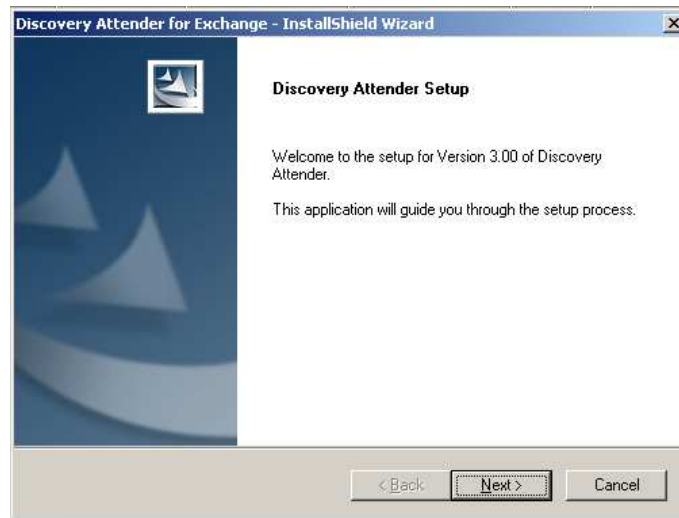 Discovery Attender for Exchange - InstallShield Wizard
Discovery Attender Setup
Welcome to the setup for Version 3.00 of Discovery
Attender.
This application will guide you through the setup process.
< Back
Next >
Cancel